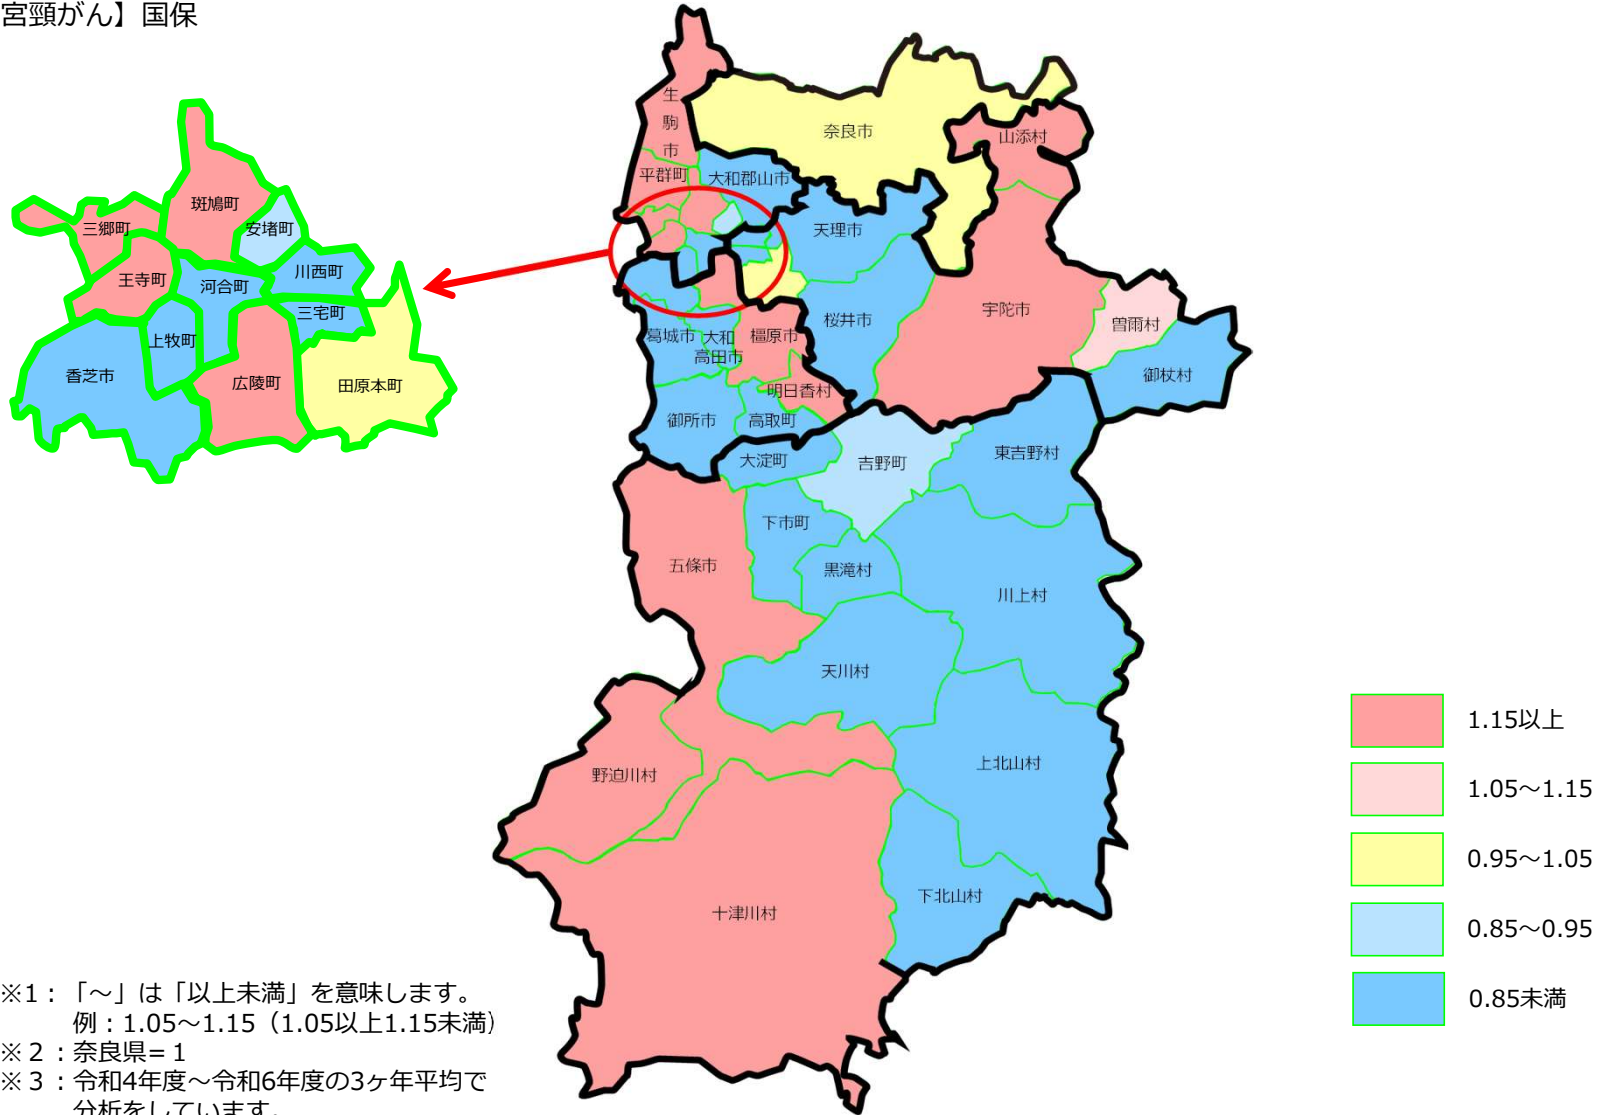 宮頸がん】国保
生駒市
奈良市
山添村
平群町
大和郡山市
天理市
宇陀市
曽爾村
御杖村
桜井市
葛城市
大和
高田市
橿原市
明日香村
御所市
高取町
大淀町
吉野町
東吉野村
下市町
黒滝村
五條市
川上村
天川村
野迫川村
上北山村
下北山村
十津川村
斑鳩町
三郷町
安堵町
王寺町
河合町
川西町
三宅町
上牧町
香芝市
広陵町
田原本町
1.15以上
1.05～1.15
0.95～1.05
0.85～0.95
0.85未満
※1：「～」は「以上未満」を意味します。
例：1.05～1.15（1.05以上1.15未満）
※２：奈良県=１
※３：令和4年度～令和6年度の3ヶ年平均で
分析をしています。